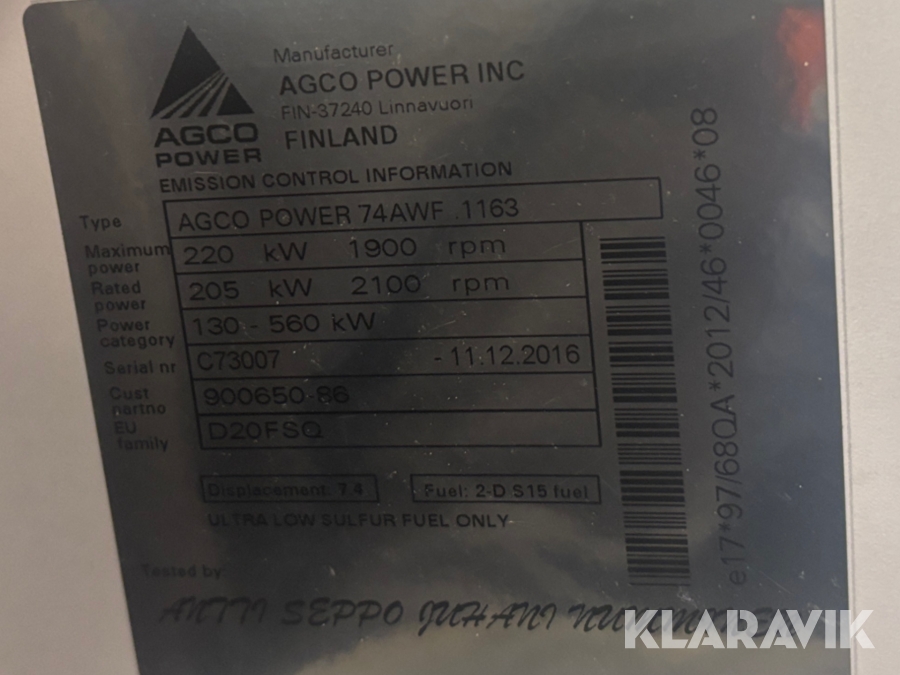 Manufacturer
AGCO POWER INC
FIN-37240 Linnavuori
FINLAND
AGCO
POWER
EMISSION CONTROL INFORMATION
Type AGCO POWER 74AWF .1163
Maximum power 220 kW 1900 rpm
Rated power 205 kW 2100 rpm
Power category 130 - 560 kW
Serial nr C73007 - 11.12.2016
Cust partno 900650-86
EU family D20FSQ
Displacement: 7.4 Fuel: 2-D S15 fuel
ULTRA LOW SULFUR FUEL ONLY
Tested by:
ANTTI SEPPO JUHANI
e17*97/68QA*2012/46*0046*08
KLARAVIK